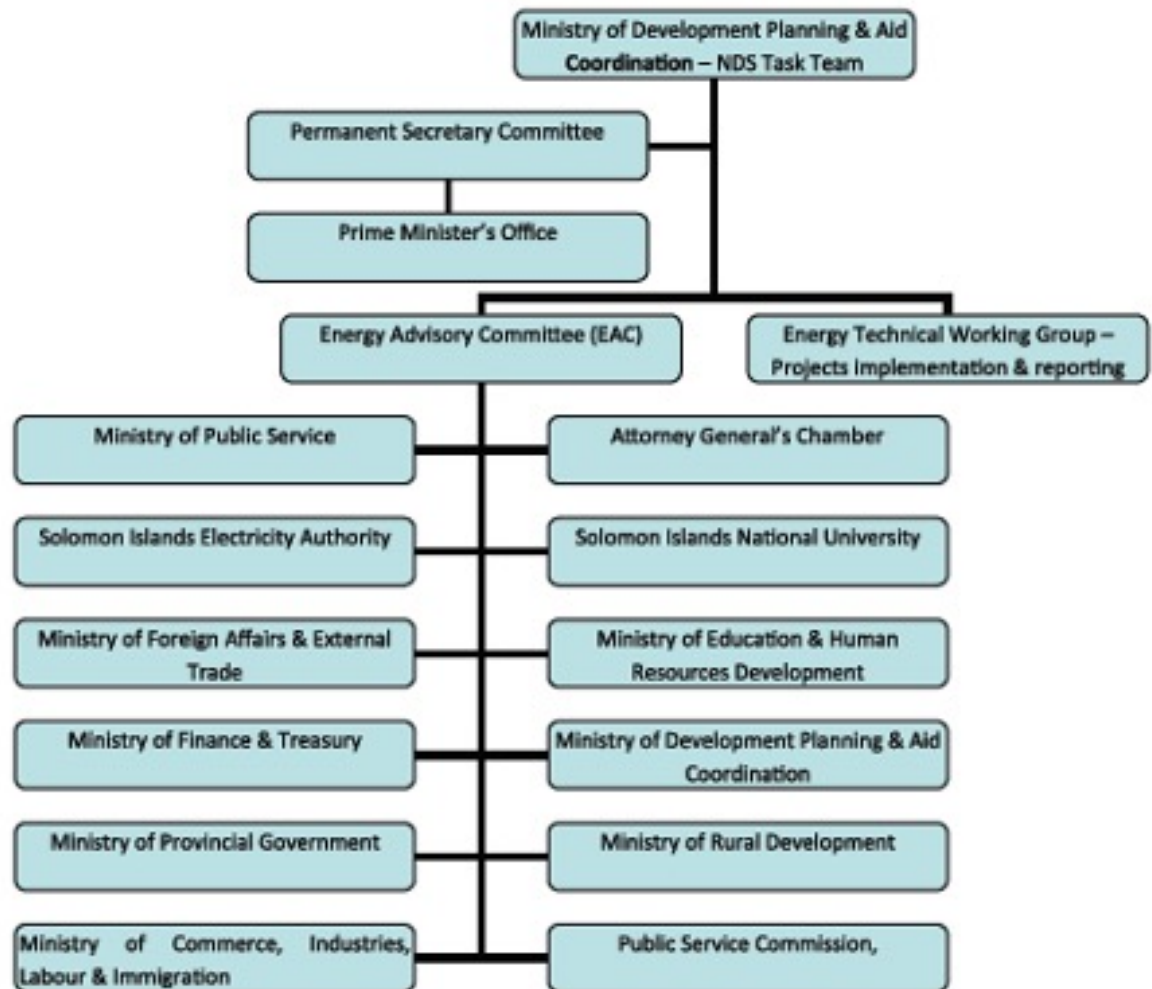 Ministry of Development Planning & Aid
Coordination – NDS Task Team
Permanent Secretary Committee
Prime Minister's Office
Energy Advisory Committee (EAC)
Energy Technical Working Group –
Projects implementation & reporting
Ministry of Public Service
Attorney General's Chamber
Solomon Islands Electricity Authority
Solomon Islands National University
Ministry of Foreign Affairs & External
Trade
Ministry of Education & Human
Resources Development
Ministry of Finance & Treasury
Ministry of Development Planning & Aid
Coordination
Ministry of Provincial Government
Ministry of Rural Development
Ministry of Commerce, Industries,
Labour & Immigration
Public Service Commission,